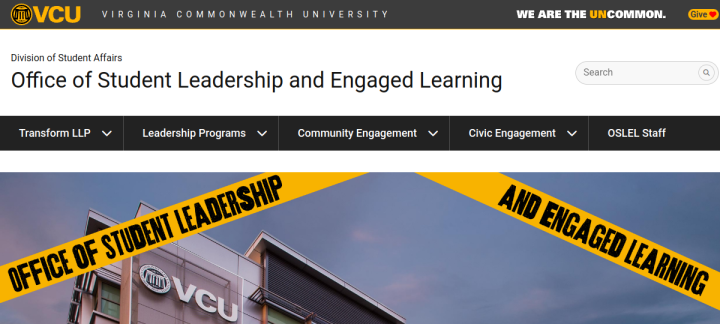 VCU VIRGINIA COMMONWEALTH UNIVERSITY WE ARE THE UNCOMMON. Give
Division of Student Affairs
Office of Student Leadership and Engaged Learning
Search
Transform LLP Leadership Programs Community Engagement Civic Engagement OSLEL Staff
OFFICE OF STUDENT LEADERSHIP
AND ENGAGED LEARNING
VCU